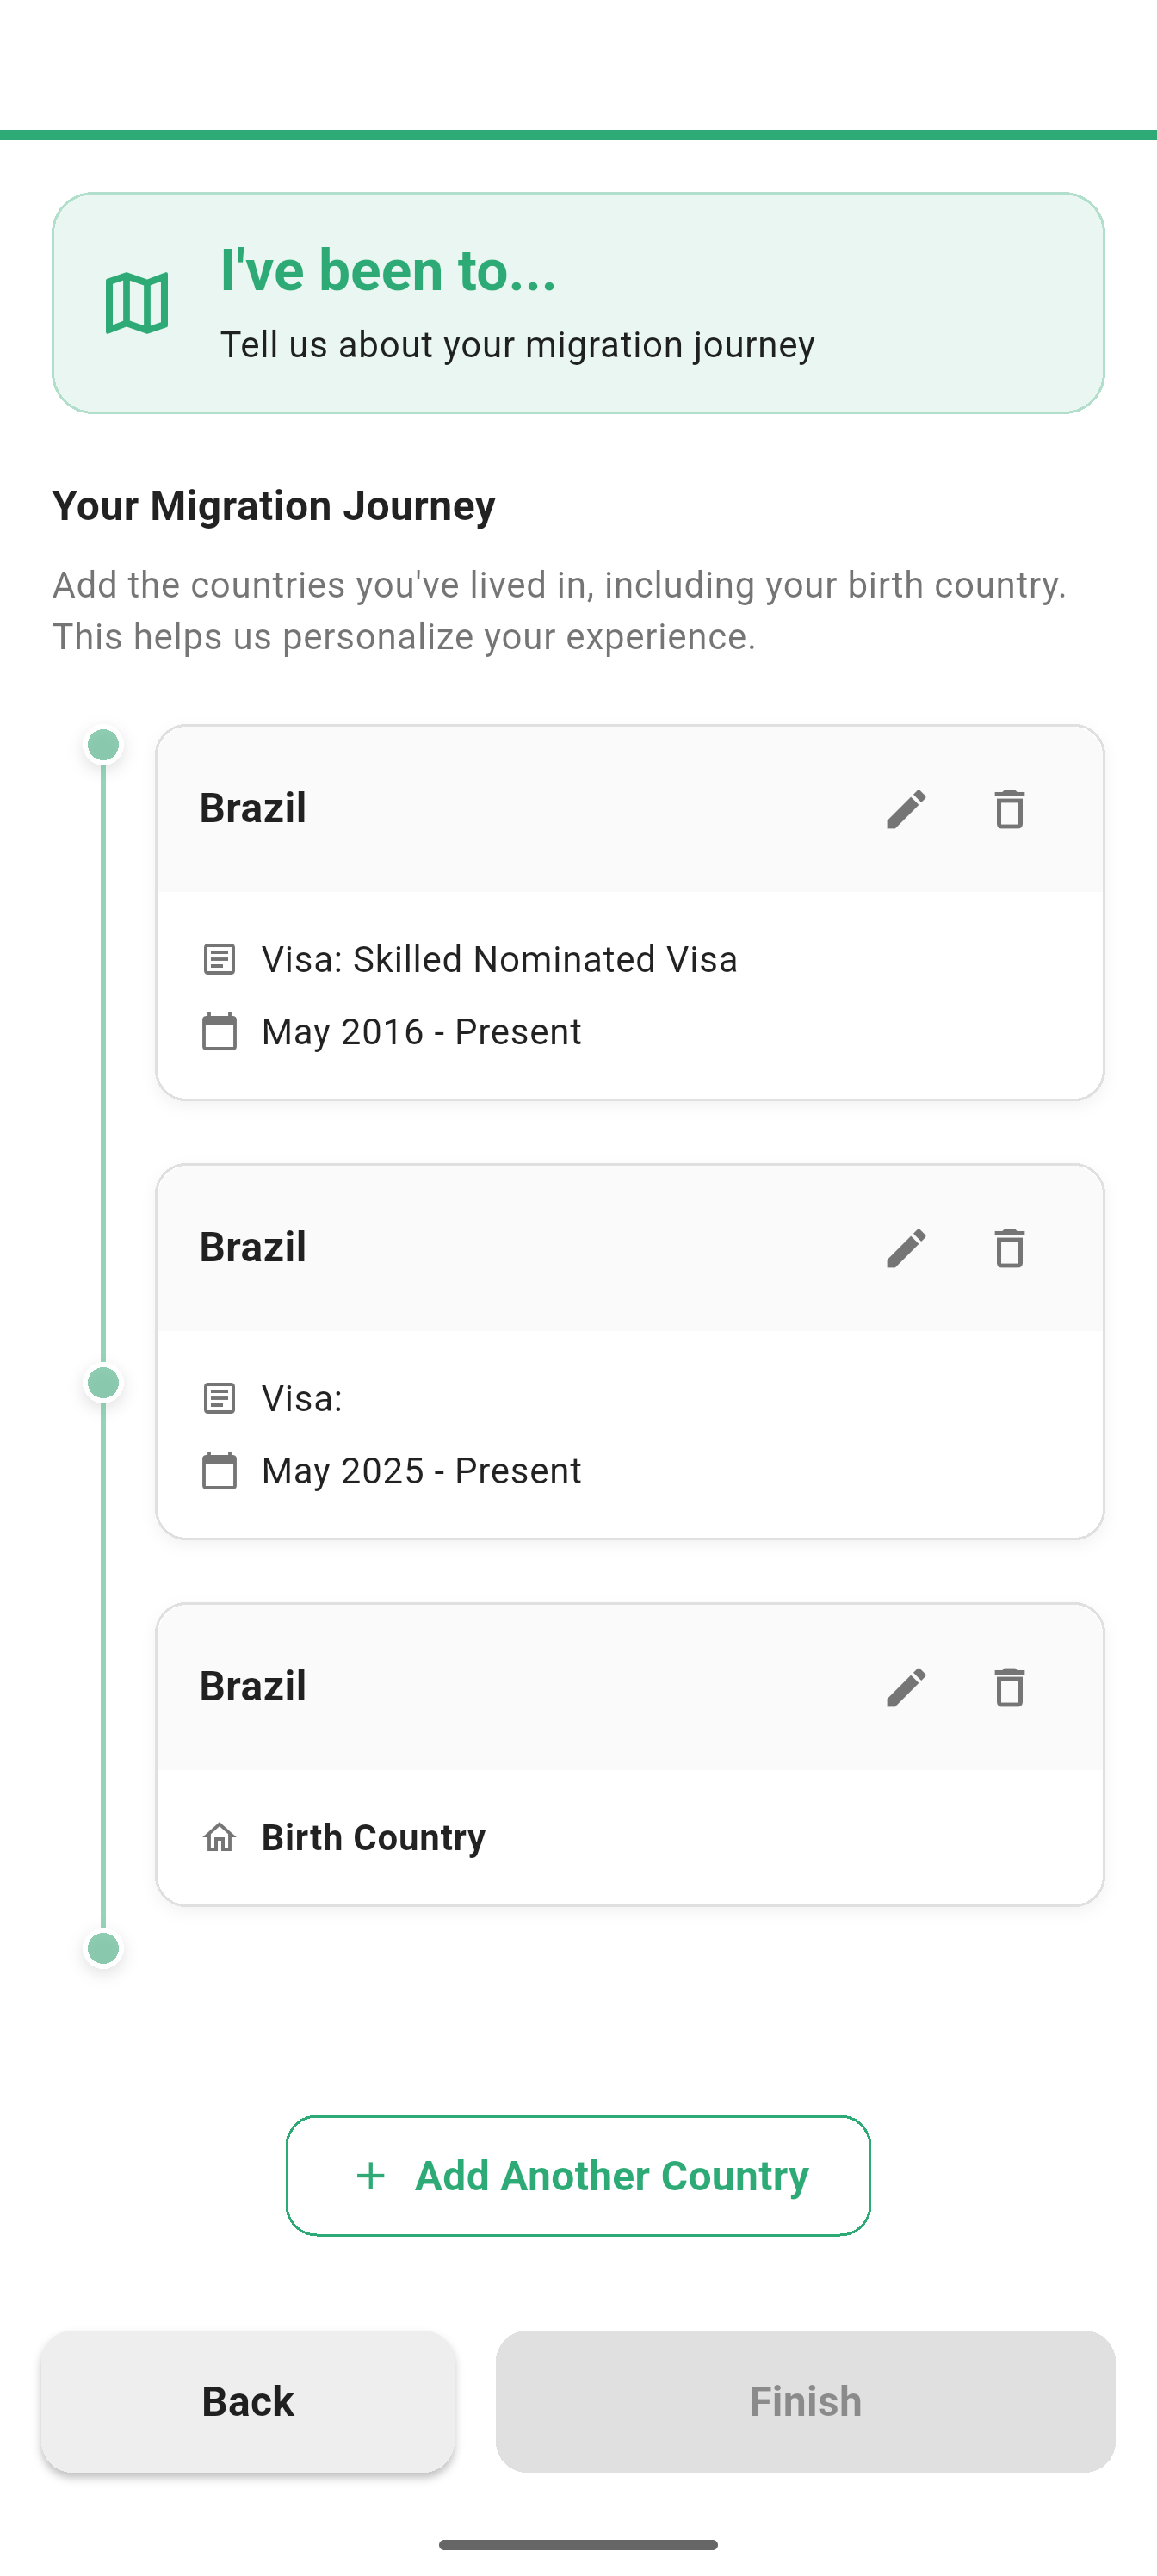 I've been to...
Tell us about your migration journey
Your Migration Journey
Add the countries you've lived in, including your birth country.
This helps us personalize your experience.
Brazil
Visa: Skilled Nominated Visa
May 2016 - Present
Brazil
Visa:
May 2025 - Present
Brazil
Birth Country
+ Add Another Country
Back
Finish